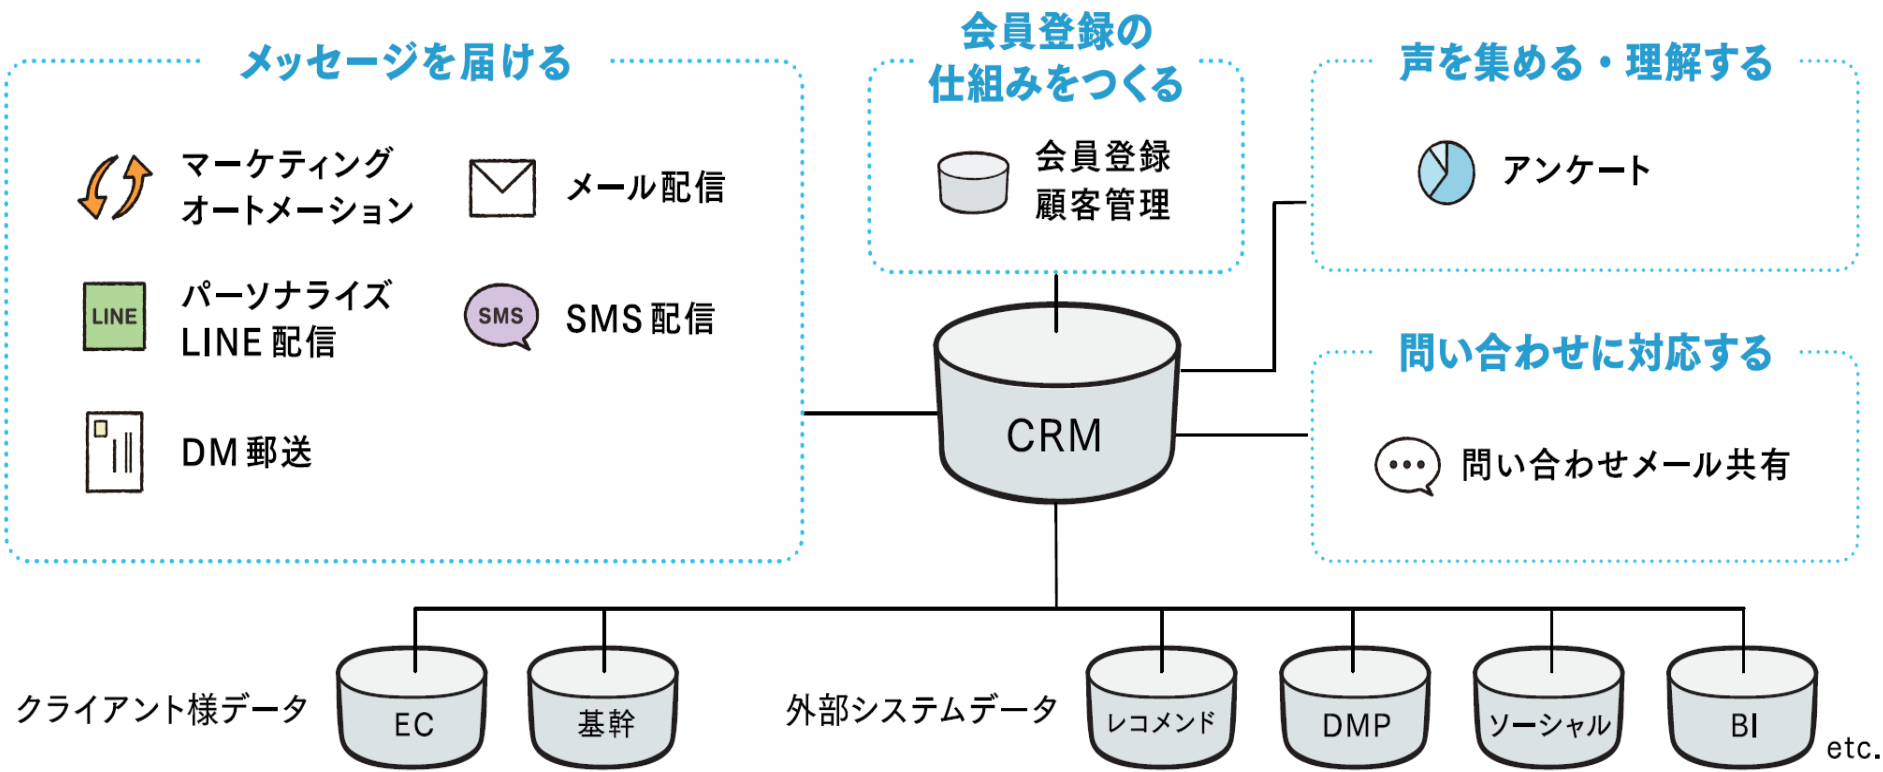 メッセージを届ける
マーケティング
オートメーション
メール配信
LINE
パーソナライズ
LINE 配信
SMS
SMS 配信
DM 郵送
会員登録の
仕組みをつくる
会員登録
顧客管理
声を集める・理解する
アンケート
問い合わせに対応する
問い合わせメール共有
CRM
クライアント様データ
EC
基幹
外部システムデータ
レコメンド
DMP
ソーシャル
BI
etc.